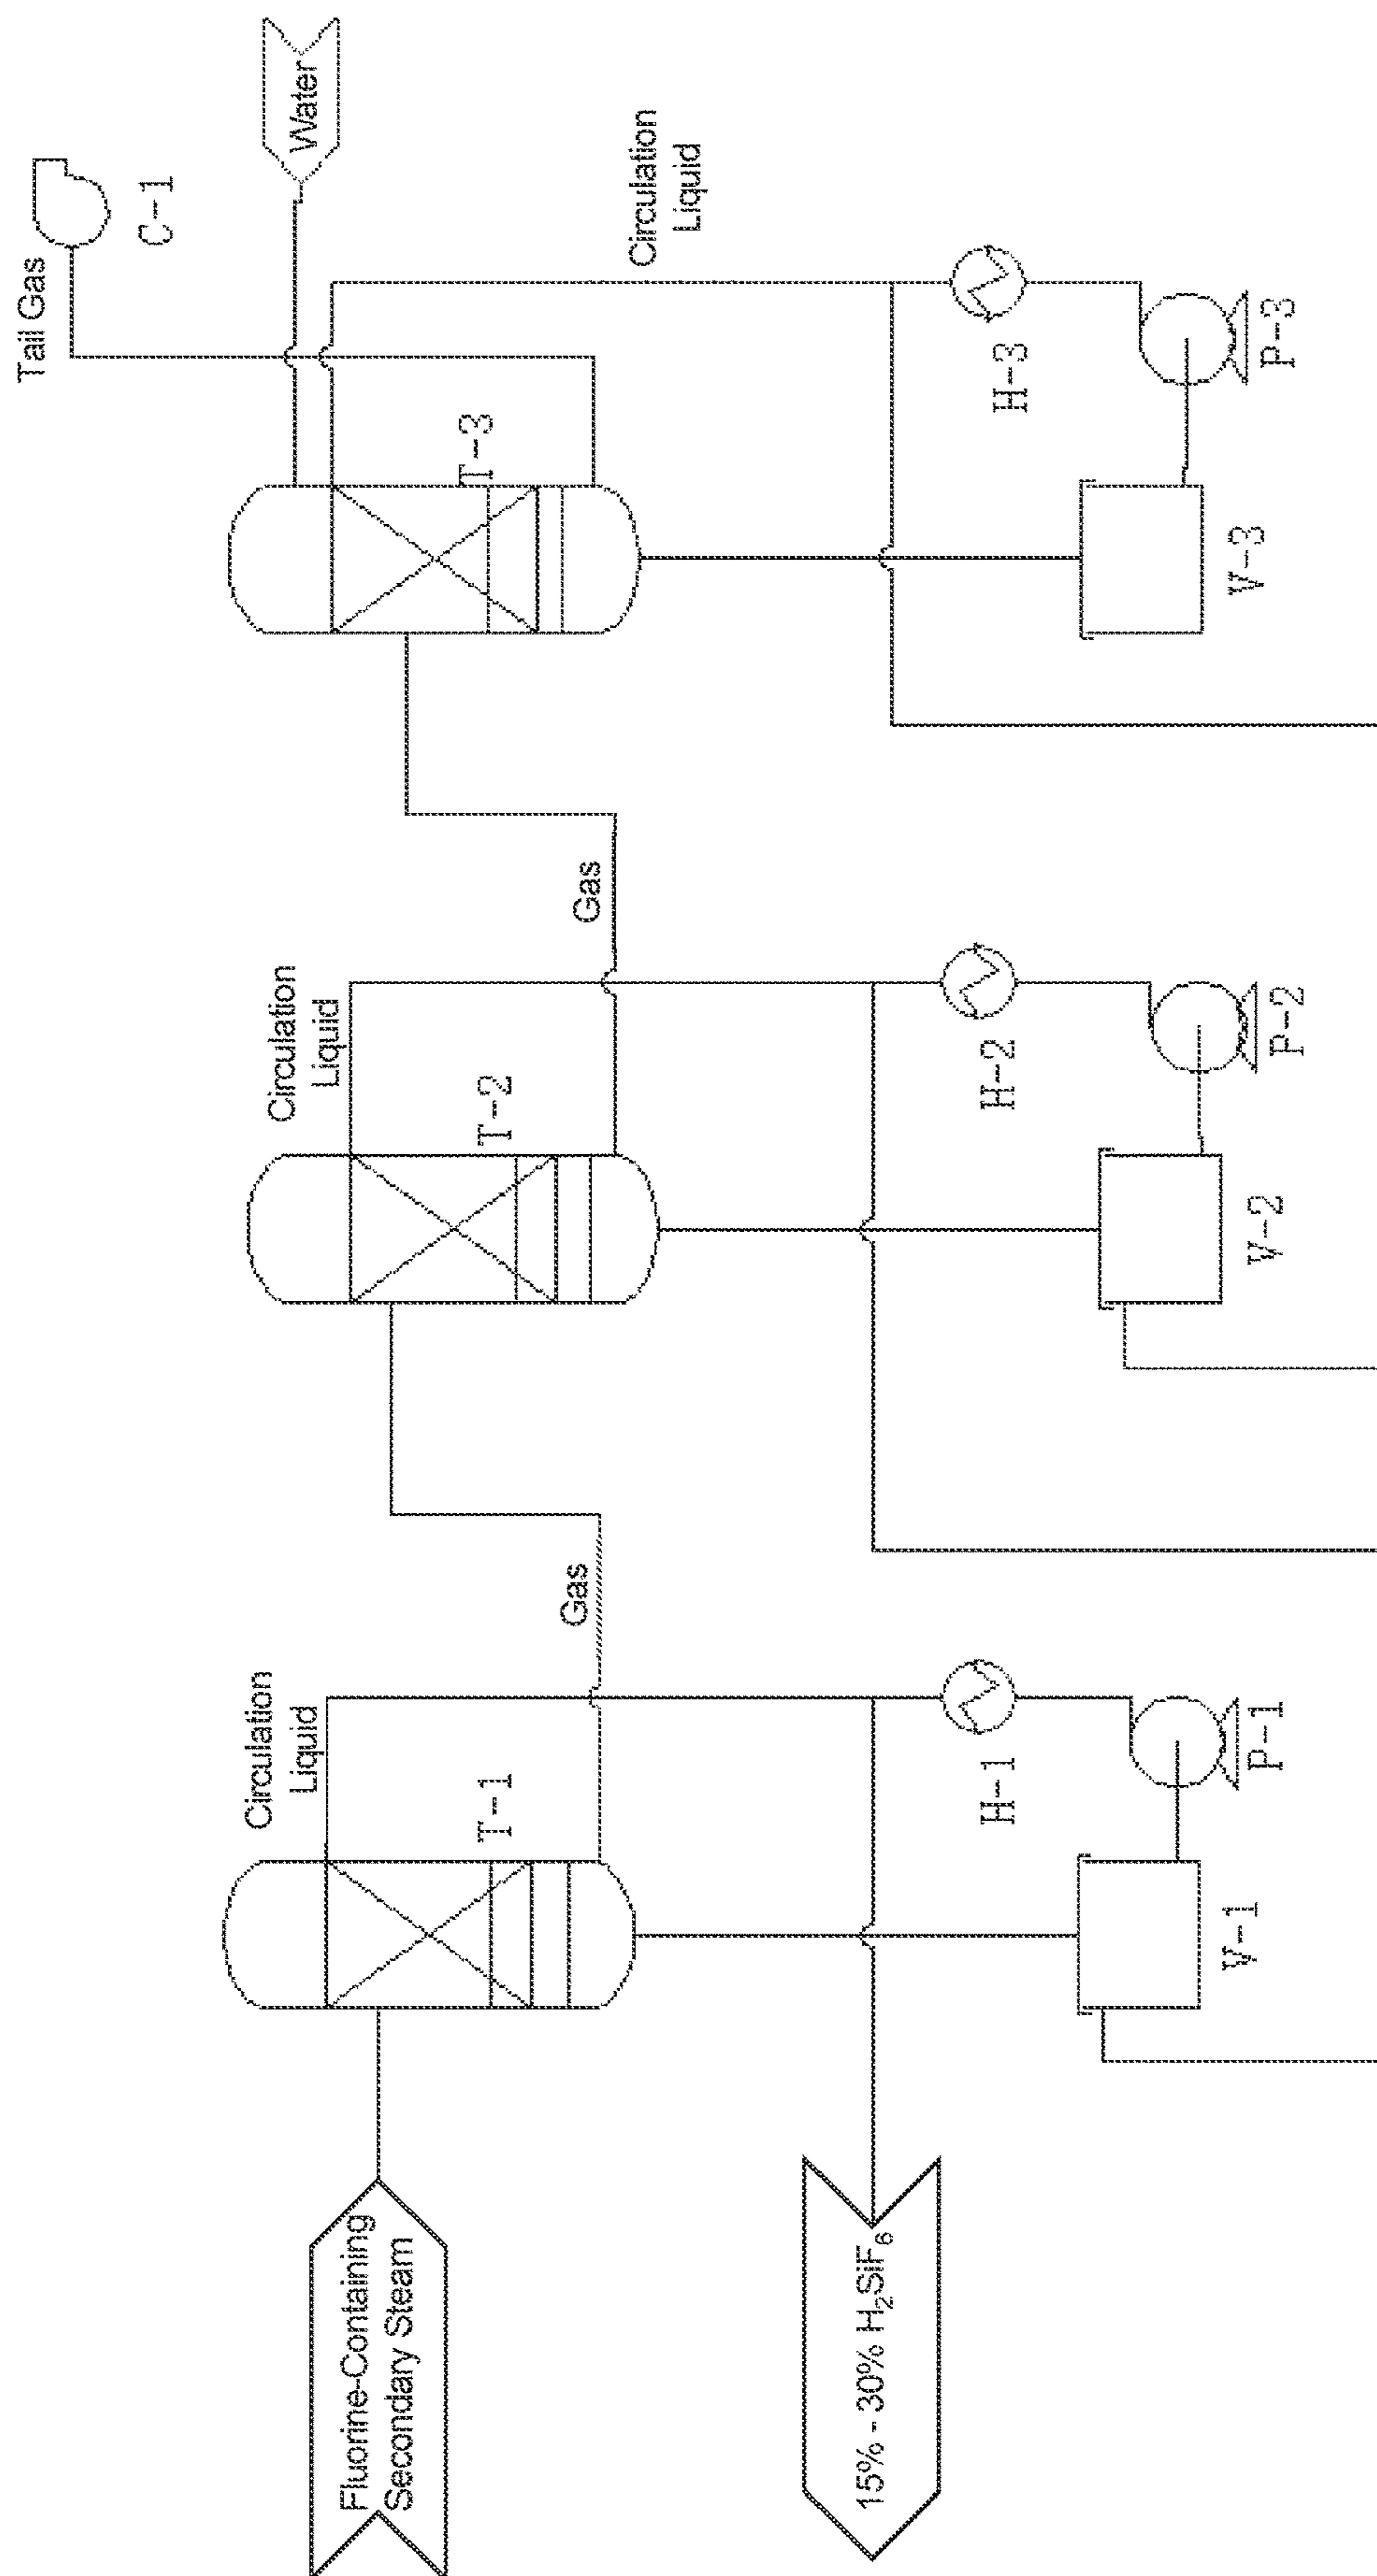 Fluorine-Containing
Secondary Steam
15% - 30% H₂SiF₆
Circulation
Liquid
T-1
Gas
H-1
P-1
V-1
Circulation
Liquid
T-2
Gas
H-2
P-2
V-2
Tail Gas
C-1
Water
T-3
Circulation
Liquid
H-3
P-3
V-3